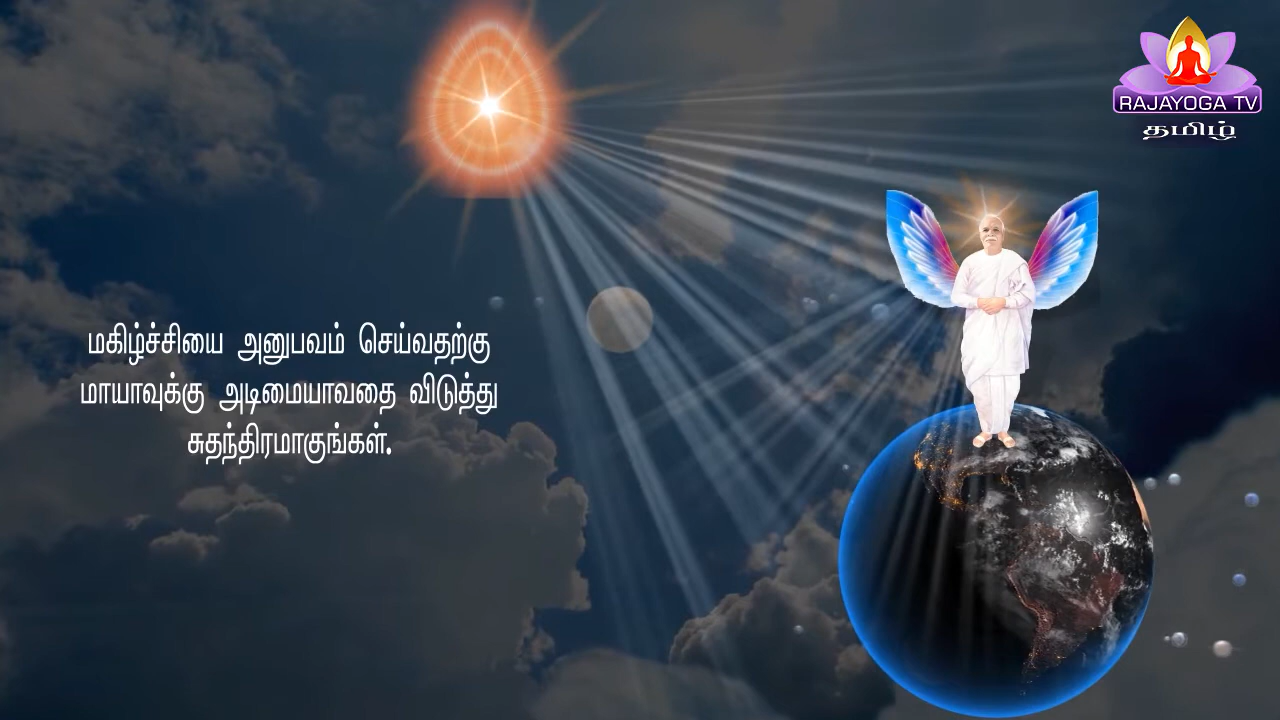 RAJAYOGA TV
தமிழ்
மகிழ்ச்சியை அனுபவம் செய்வதற்கு
மாயாவுக்கு அடிமையாவதை விடுத்து
சுதந்திரமாகுங்கள்.